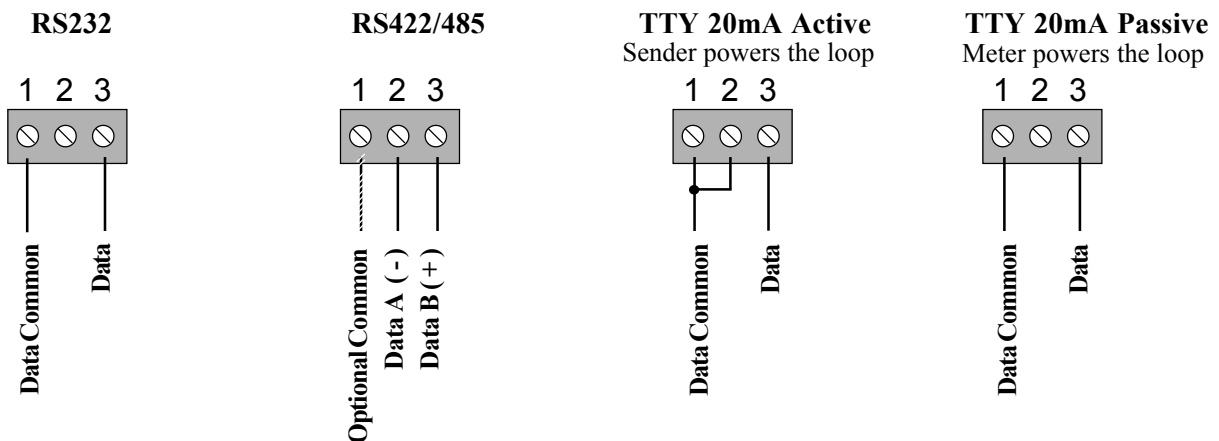 RS232
1 2 3
Data Common
Data
RS422/485
1 2 3
Optional Common
Data A (-)
Data B (+)
TTY 20mA Active
Sender powers the loop
1 2 3
Data Common
Data
TTY 20mA Passive
Meter powers the loop
1 2 3
Data Common
Data